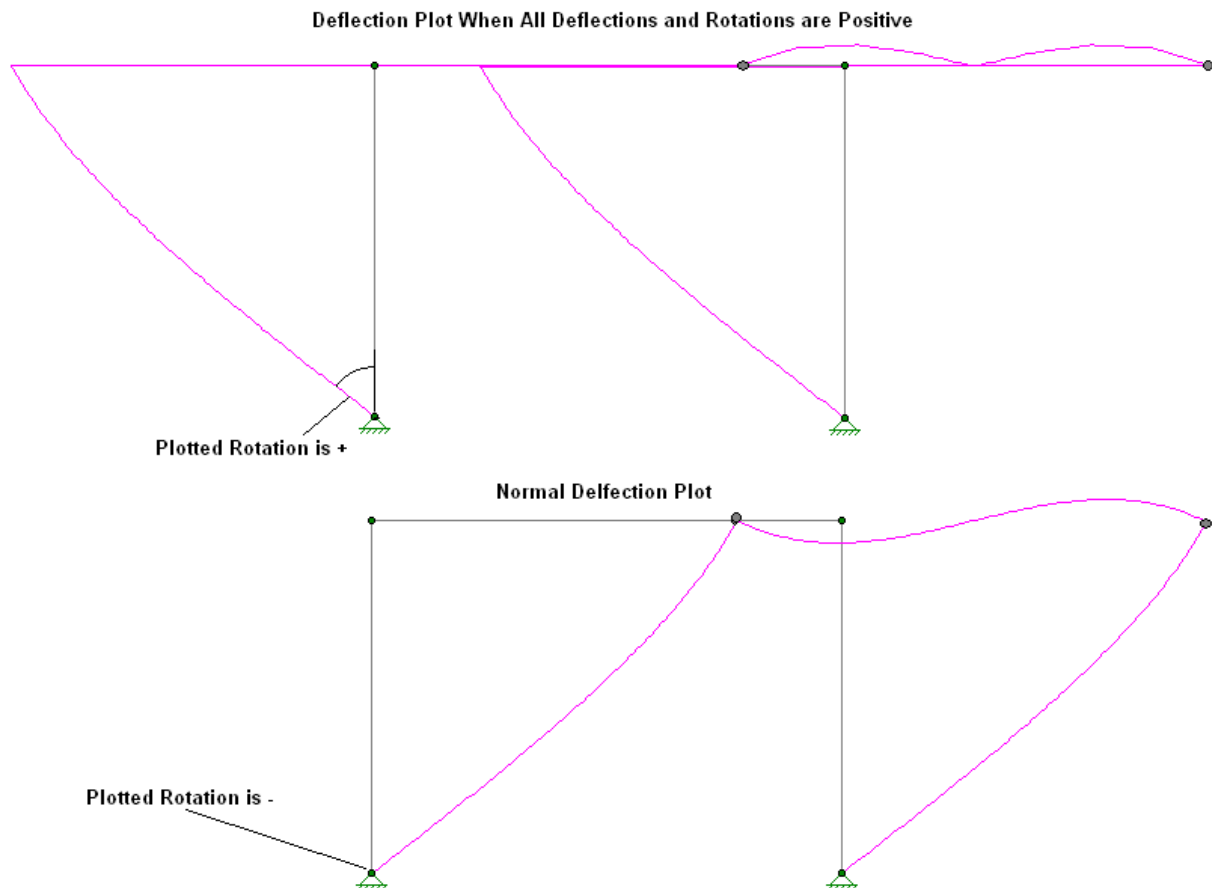 Deflection Plot When All Deflections and Rotations are Positive
Plotted Rotation is +
Normal Delfection Plot
Plotted Rotation is -